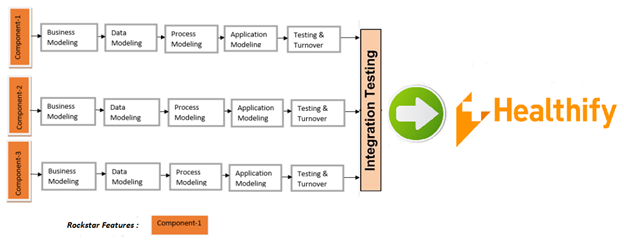 Component-1
Business
Modeling
Data
Modeling
Process
Modeling
Application
Modeling
Testing &
Turnover
Component-2
Business
Modeling
Data
Modeling
Process
Modeling
Application
Modeling
Testing &
Turnover
Component-3
Business
Modeling
Data
Modeling
Process
Modeling
Application
Modeling
Testing &
Turnover
Integration Testing
Healthify
Rockstar Features : Component-1